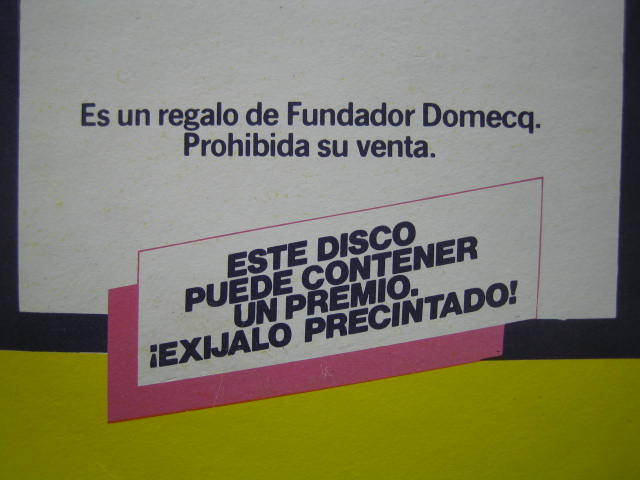 Es un regalo de Fundador Domecq.
Prohibida su venta.
ESTE DISCO
PUEDE CONTENER
UN PREMIO.
¡EXIJALO PRECINTADO!